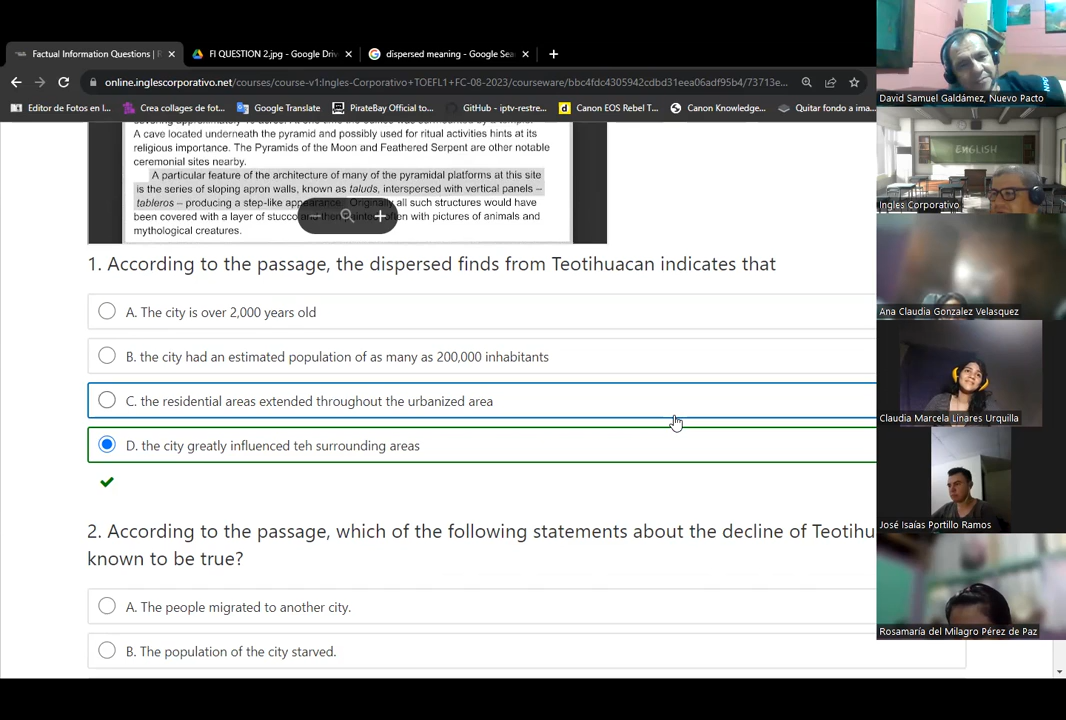 Factual Information Questions | F
FI QUESTION 2.jpg - Google Driv
dispersed meaning - Google Sea
online.inglescorporativo.net/courses/course-v1:Ingles-Corporativo+TOEFL1+FC-08-2023/courseware/bbc4fdc4305942cdbd31eea06adf95b4/73713e...
Editor de Fotos en l...
Crea collages de fot...
Google Translate
PirateBay Official to...
GitHub - iptv-restre...
Canon EOS Rebel T...
Canon Knowledge...
Quitar fondo a ima...
A cave located underneath the pyramid and possibly used for ritual activities hints at its
religious importance. The Pyramids of the Moon and Feathered Serpent are other notable
ceremonial sites nearby.
A particular feature of the architecture of many of the pyramidal platforms at this site
is the series of sloping apron walls, known as taluds, interspersed with vertical panels –
tableros – producing a step-like appearance. Originally all such structures would have
been covered with a layer of stucco and then painted, often with pictures of animals and
mythological creatures.
1. According to the passage, the dispersed finds from Teotihuacan indicates that
A. The city is over 2,000 years old
B. the city had an estimated population of as many as 200,000 inhabitants
C. the residential areas extended throughout the urbanized area
D. the city greatly influenced teh surrounding areas
2. According to the passage, which of the following statements about the decline of Teotihu
known to be true?
A. The people migrated to another city.
B. The population of the city starved.
David Samuel Galdámez, Nuevo Pacto
ENGLISH
Ingles Corporativo
Ana Claudia Gonzalez Velasquez
Claudia Marcela Linares Urquilla
José Isaías Portillo Ramos
Rosamaría del Milagro Pérez de Paz